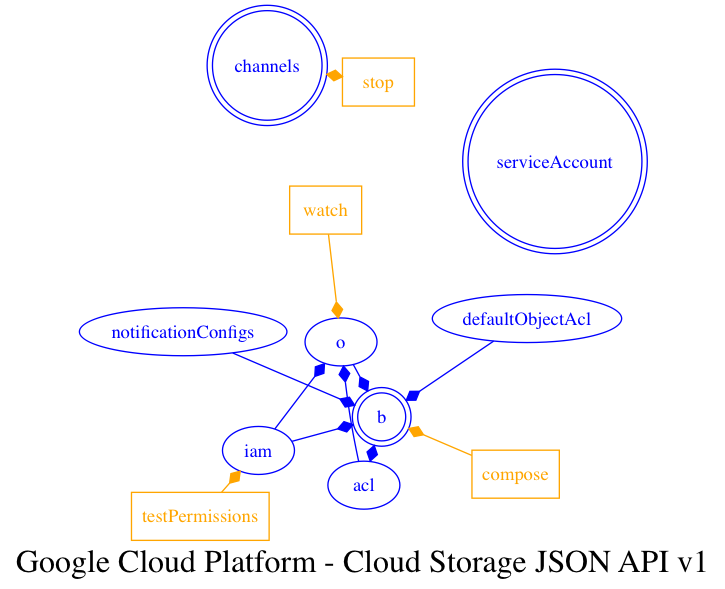 channels
stop
serviceAccount
watch
notificationConfigs
defaultObjectAcl
o
b
iam
acl
compose
testPermissions
Google Cloud Platform - Cloud Storage JSON API v1